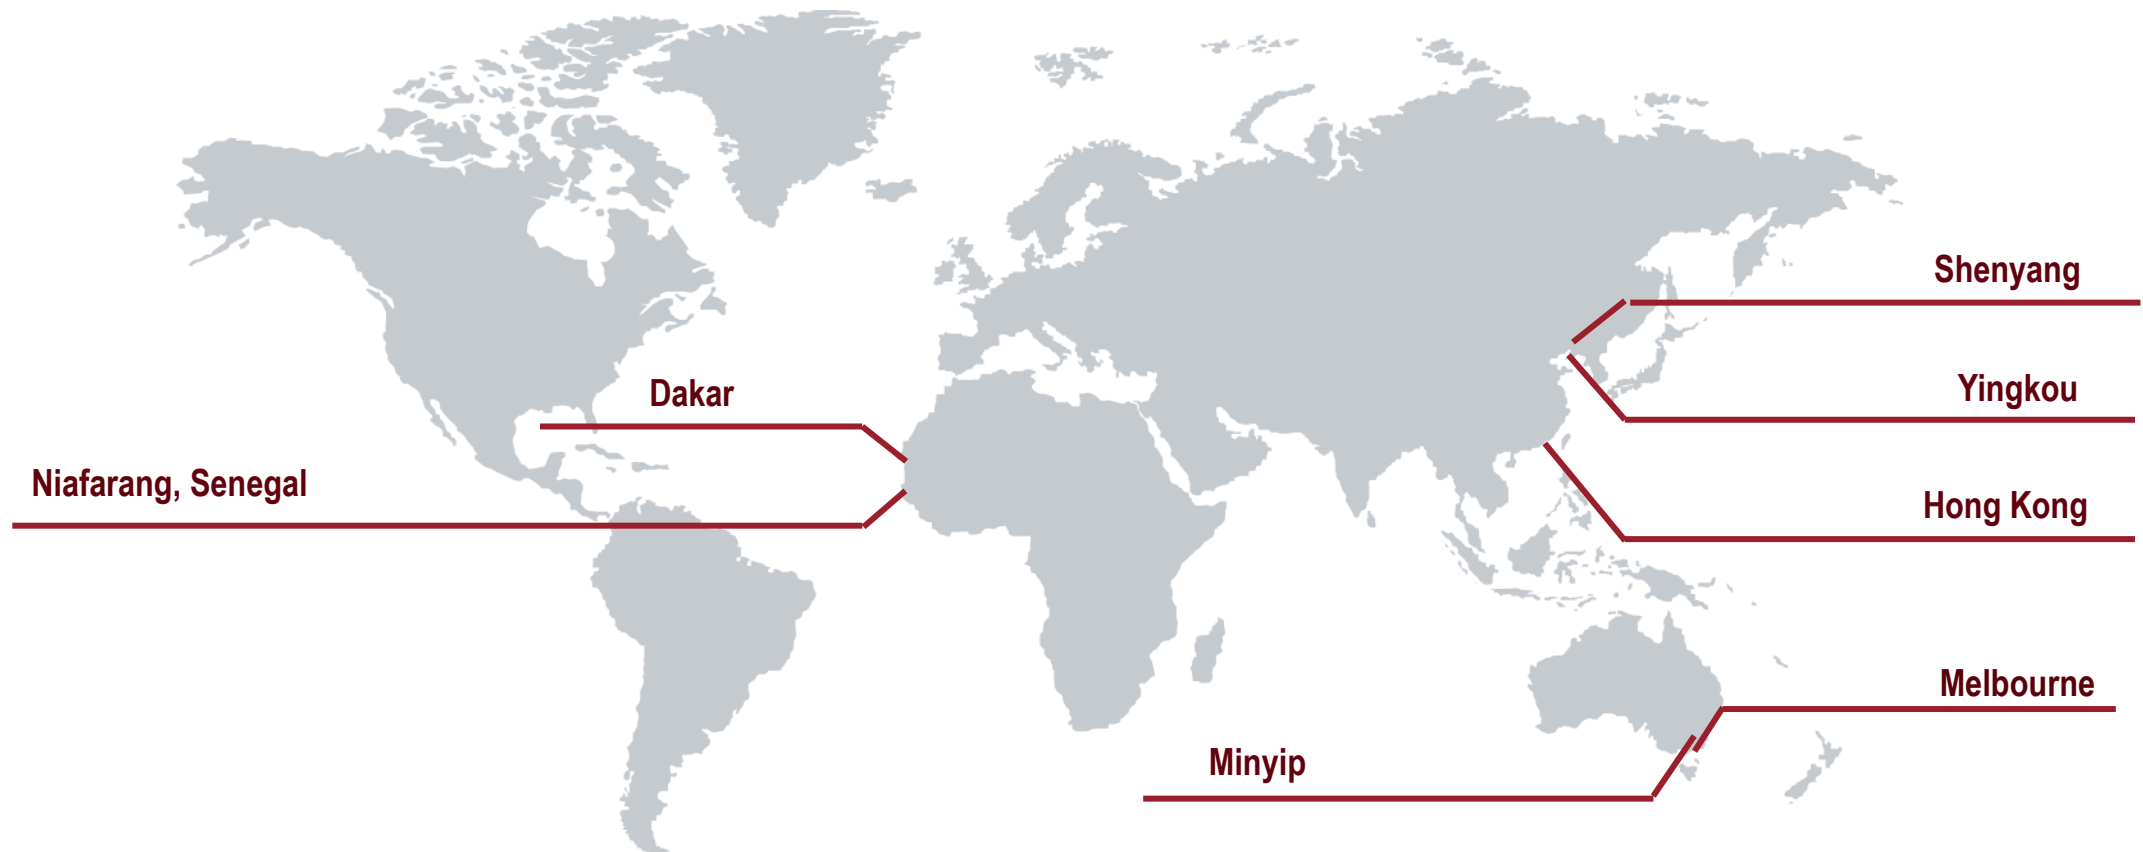 Shenyang
Yingkou
Dakar
Niafarang, Senegal
Hong Kong
Melbourne
Minyip